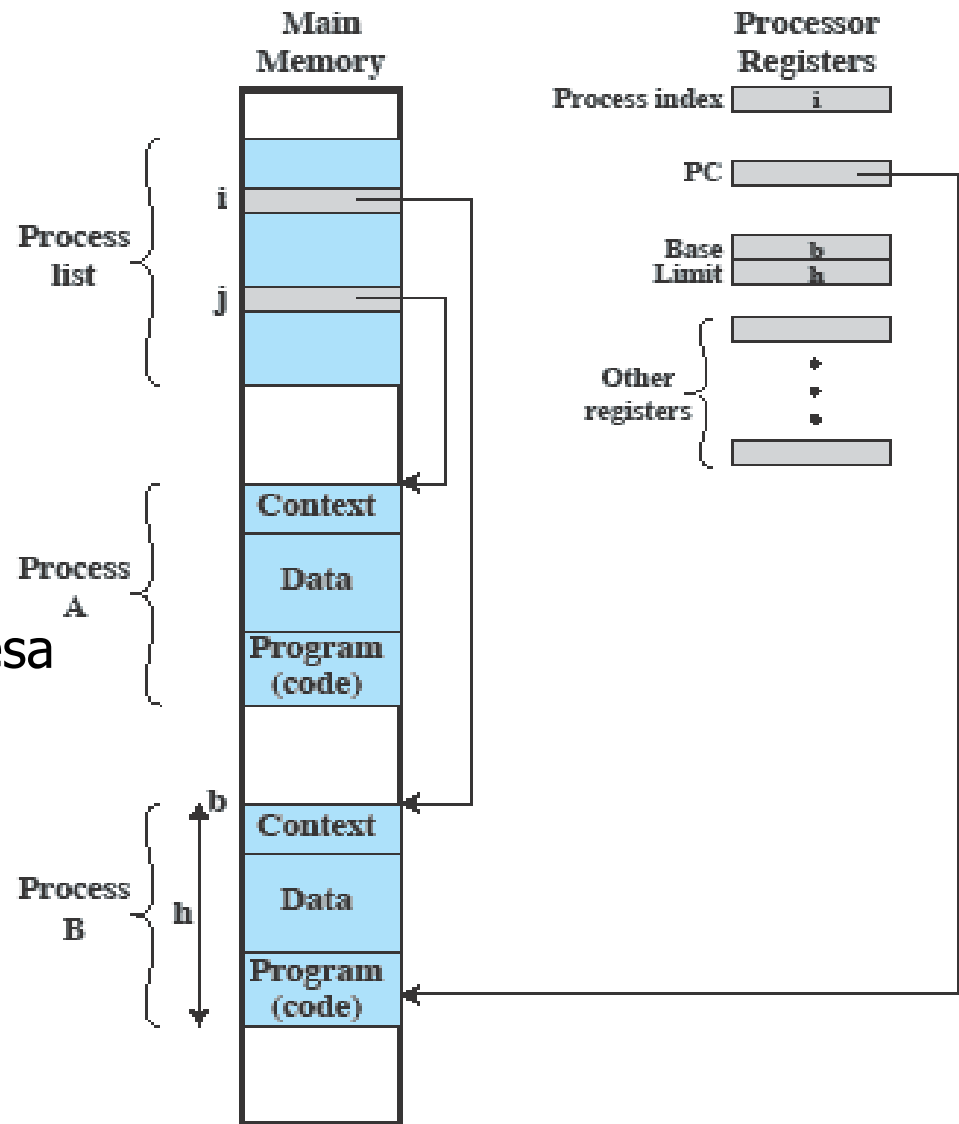 Main
Memory
Processor
Registers
Process index
i
PC
Base
b
Limit
h
Other
registers
Process
list
i
j
Process
A
Context
Data
Program
(code)
esa
Process
B
b
h
Context
Data
Program
(code)